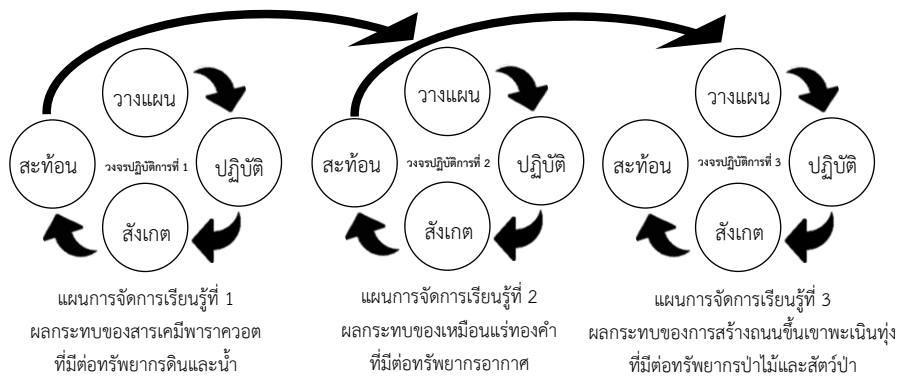 วางแผน
สะท้อน
วงจรปฏิบัติการที่ 1
ปฏิบัติ
สังเกต
แผนการจัดการเรียนรู้ที่ 1
ผลกระทบของสารเคมีพาราควอต
ที่มีต่อทรัพยากรดินและน้ำ
วางแผน
สะท้อน
วงจรปฏิบัติการที่ 2
ปฏิบัติ
สังเกต
แผนการจัดการเรียนรู้ที่ 2
ผลกระทบของเหมือนแร่ทองคำ
ที่มีต่อทรัพยากรอากาศ
วางแผน
สะท้อน
วงจรปฏิบัติการที่ 3
ปฏิบัติ
สังเกต
แผนการจัดการเรียนรู้ที่ 3
ผลกระทบของการสร้างถนนขึ้นเขาพะเนินทุ่ง
ที่มีต่อทรัพยากรป่าไม้และสัตว์ป่า